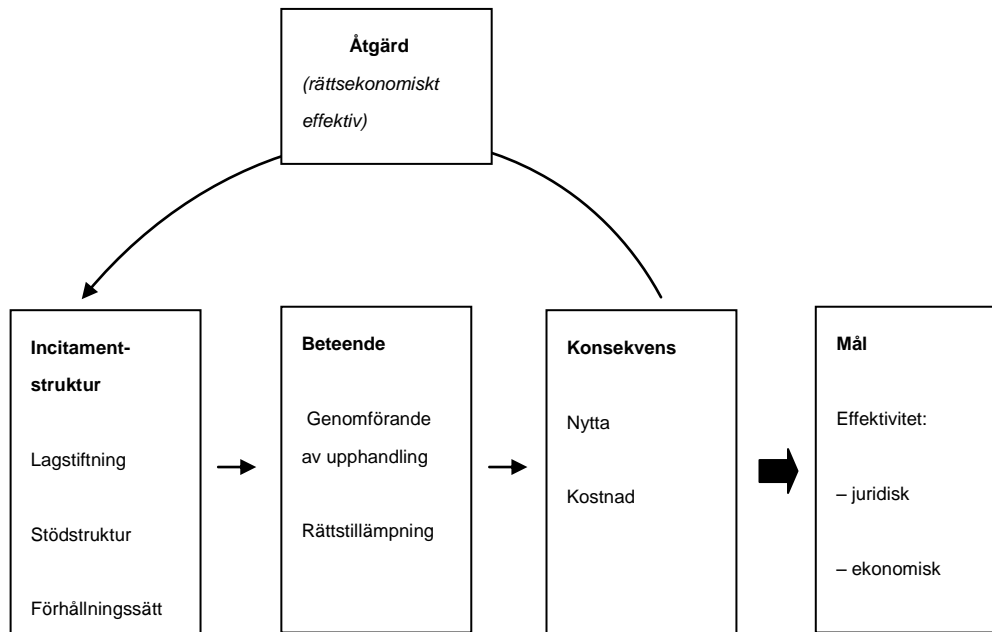 Åtgärd
(rättsekonomiskt
effektiv)
Incitament-
struktur
Lagstiftning
Stödstruktur
Förhållningssätt
Beteende
Genomförande
av upphandling
Rättstillämpning
Konsekvens
Nytta
Kostnad
Mål
Effektivitet:
– juridisk
– ekonomisk